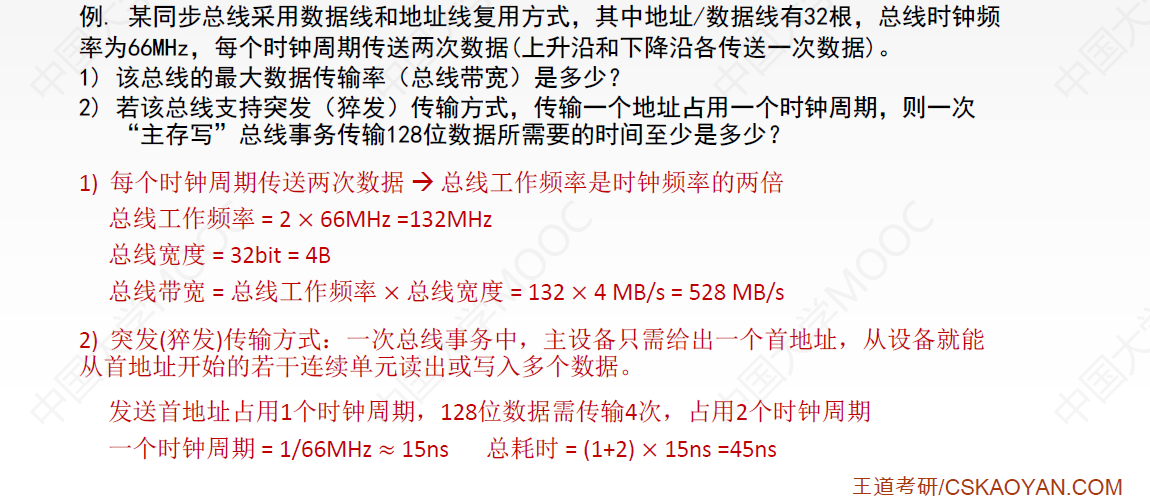 例. 某同步总线采用数据线和地址线复用方式，其中地址/数据线有32根，总线时钟频
率为66MHz，每个时钟周期传送两次数据(上升沿和下降沿各传送一次数据)。
1) 该总线的最大数据传输率（总线带宽）是多少？
2) 若该总线支持突发（猝发）传输方式，传输一个地址占用一个时钟周期，则一次
“主存写”总线事务传输128位数据所需要的时间至少是多少？
1) 每个时钟周期传送两次数据 → 总线工作频率是时钟频率的两倍
总线工作频率 = 2 × 66MHz =132MHz
总线宽度 = 32bit = 4B
总线带宽 = 总线工作频率 × 总线宽度 = 132 × 4 MB/s = 528 MB/s
2) 突发(猝发)传输方式：一次总线事务中，主设备只需给出一个首地址，从设备就能
从首地址开始的若干连续单元读出或写入多个数据。
发送首地址占用1个时钟周期，128位数据需传输4次，占用2个时钟周期
一个时钟周期 = 1/66MHz ≈ 15ns 总耗时 = (1+2) × 15ns =45ns
王道考研/CSKAOYAN.COM